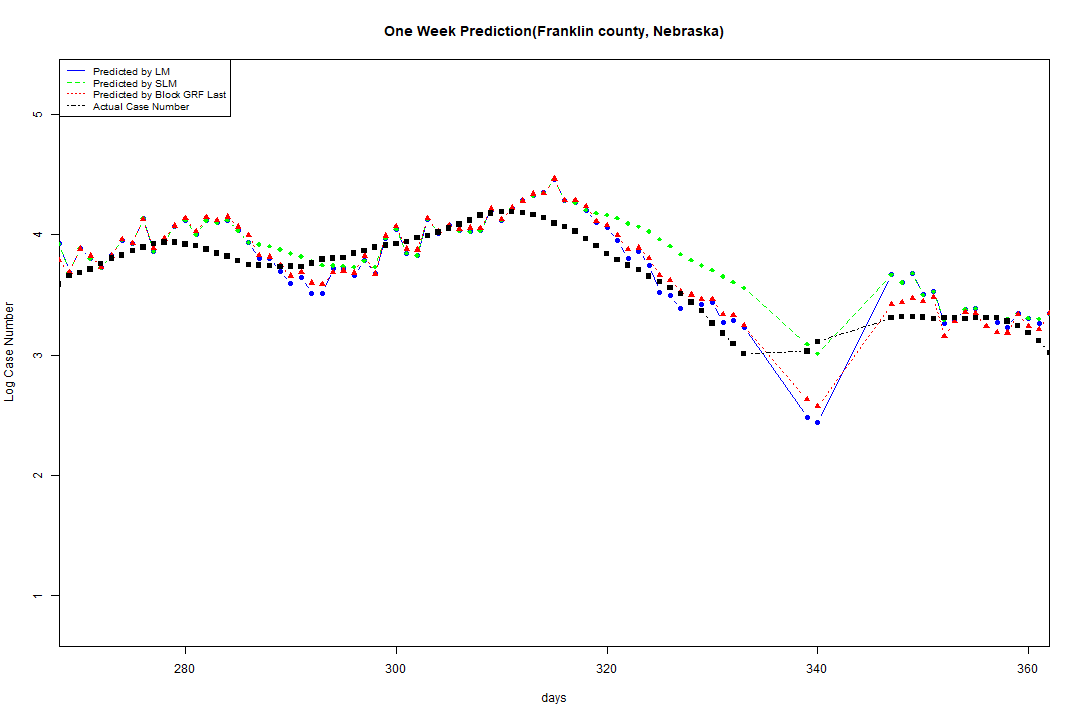 One Week Prediction(Franklin county, Nebraska)
Predicted by LM
Predicted by SLM
Predicted by Block GRF Last
Actual Case Number
5
4
3
2
1
Log Case Number
280
300
320
340
360
days